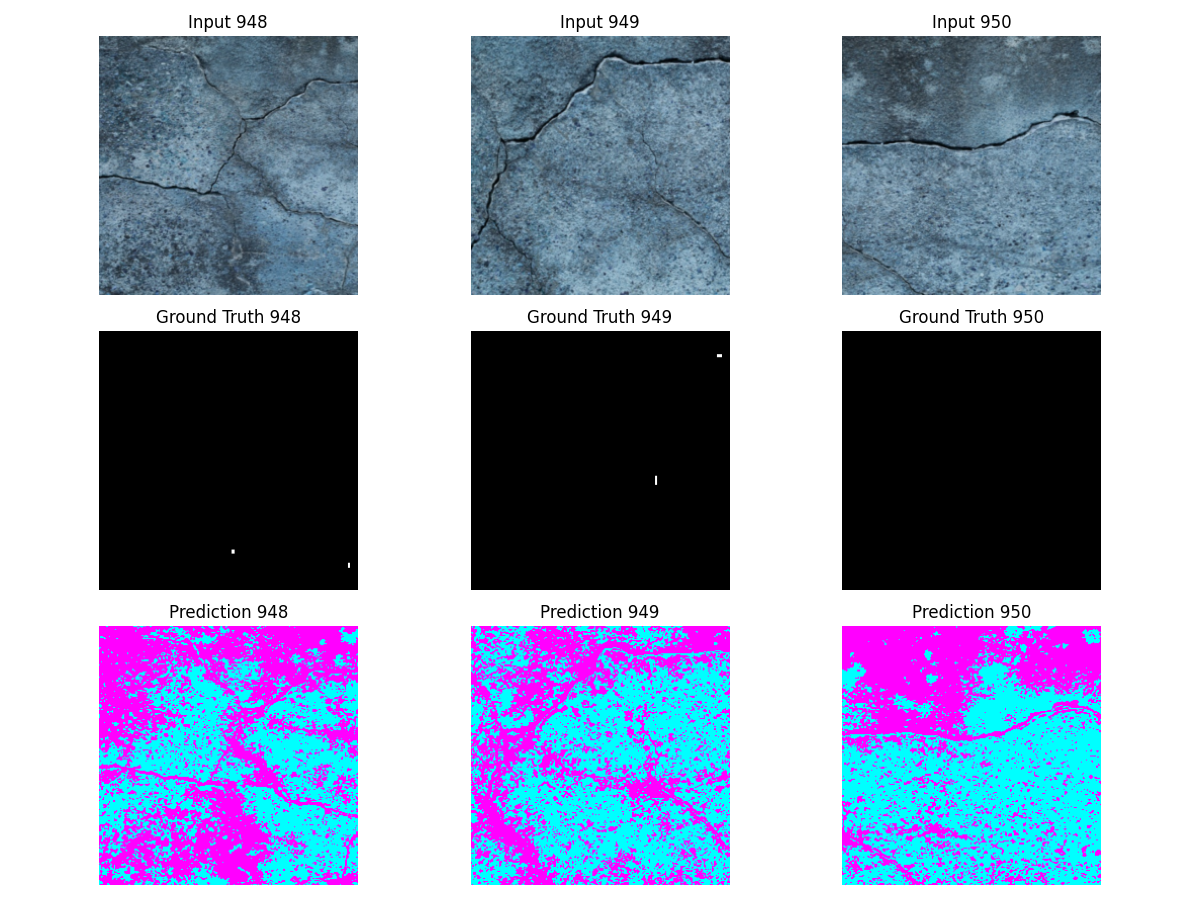 Input 948
Input 949
Input 950
Ground Truth 948
Ground Truth 949
Ground Truth 950
Prediction 948
Prediction 949
Prediction 950